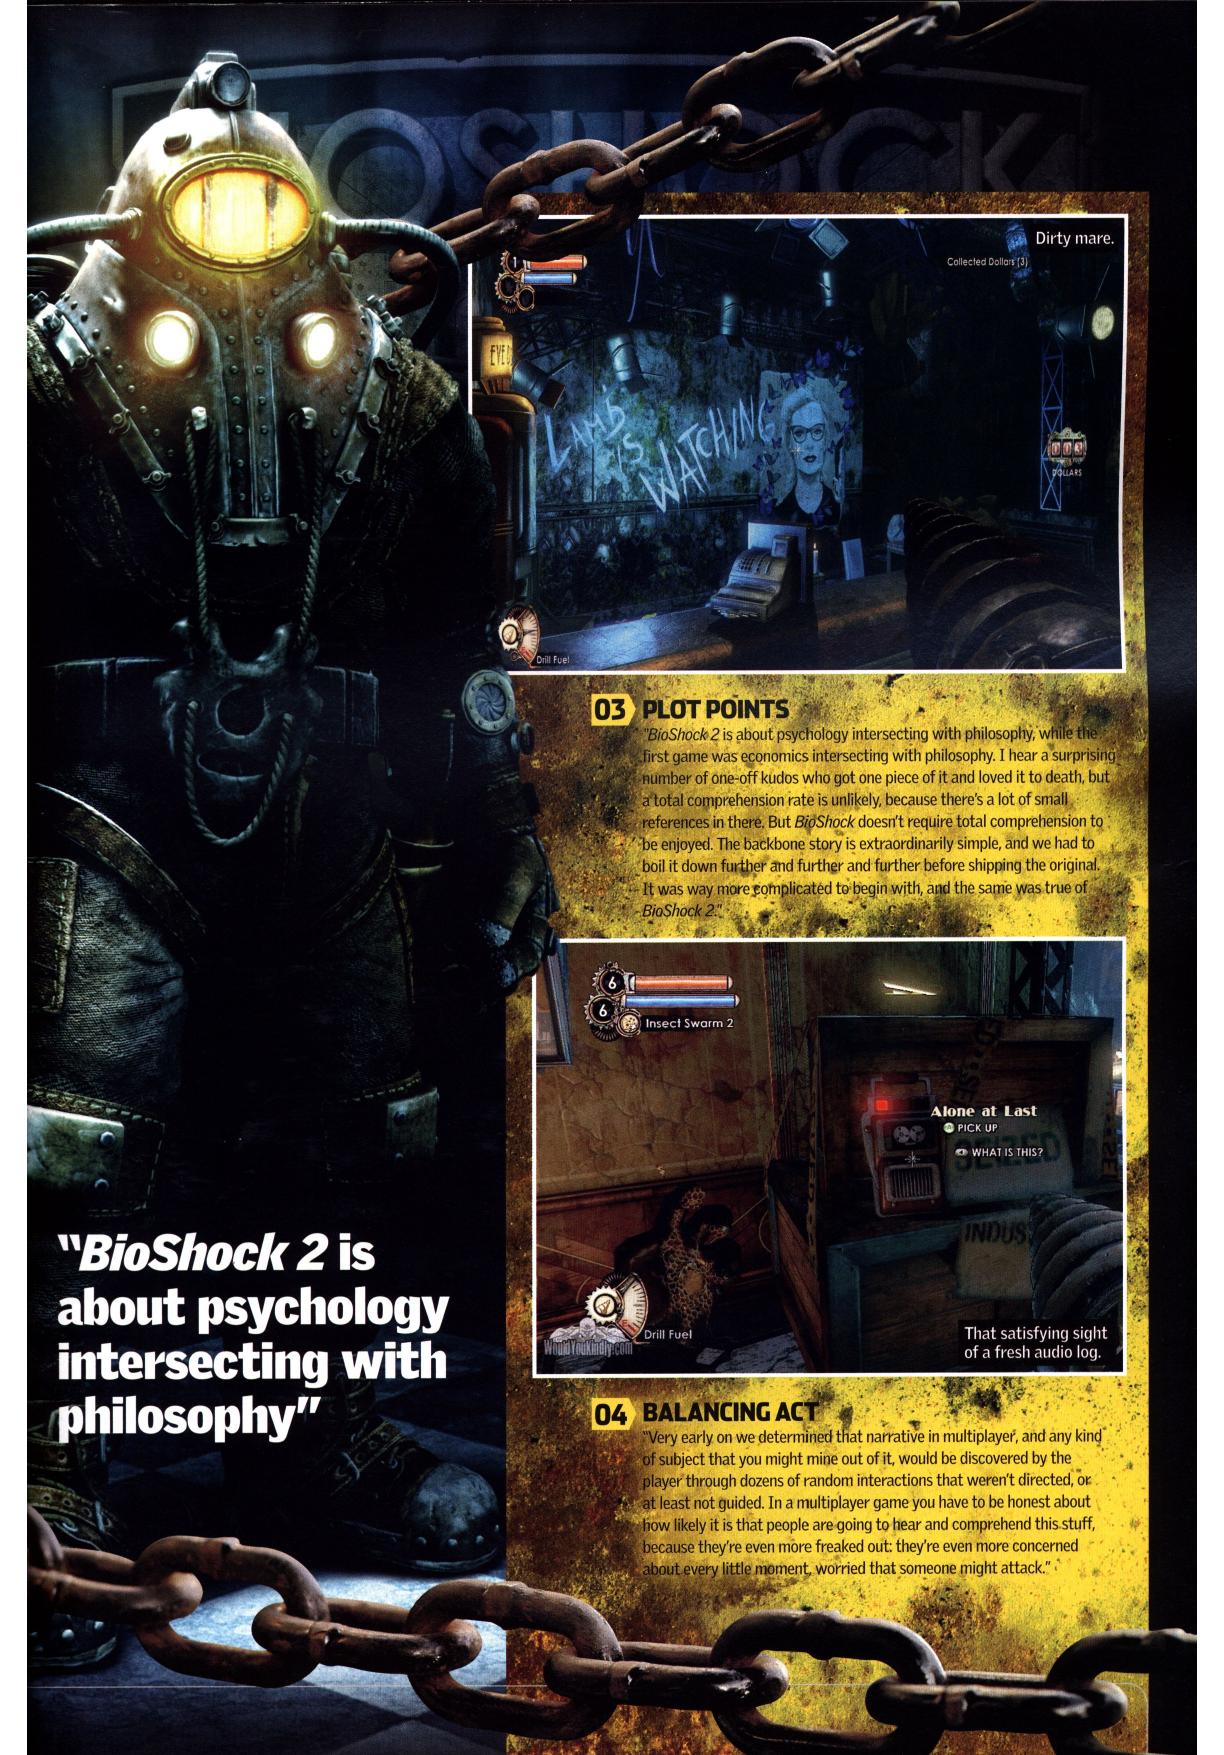 BIOSHOCK
Dirty mare.
Collected Dollars (3)
1
EVE
LAMB
IS
WATCHING
003
DOLLARS
Drill Fuel
03 PLOT POINTS
"BioShock 2 is about psychology intersecting with philosophy, while the
first game was economics intersecting with philosophy. I hear a surprising
number of one-off kudos who got one piece of it and loved it to death, but
a total comprehension rate is unlikely, because there's a lot of small
references in there. But BioShock doesn't require total comprehension to
be enjoyed. The backbone story is extraordinarily simple, and we had to
boil it down further and further and further before shipping the original.
It was way more complicated to begin with, and the same was true of
BioShock 2."
6
6
Insect Swarm 2
Alone at Last
PICK UP
WHAT IS THIS?
SEIZED
INDUS
Drill Fuel
WouldYouKindly.com
That satisfying sight
of a fresh audio log.
"BioShock 2 is
about psychology
intersecting with
philosophy"
04 BALANCING ACT
"Very early on we determined that narrative in multiplayer, and any kind
of subject that you might mine out of it, would be discovered by the
player through dozens of random interactions that weren't directed, or
at least not guided. In a multiplayer game you have to be honest about
how likely it is that people are going to hear and comprehend this stuff,
because they're even more freaked out: they're even more concerned
about every little moment, worried that someone might attack."